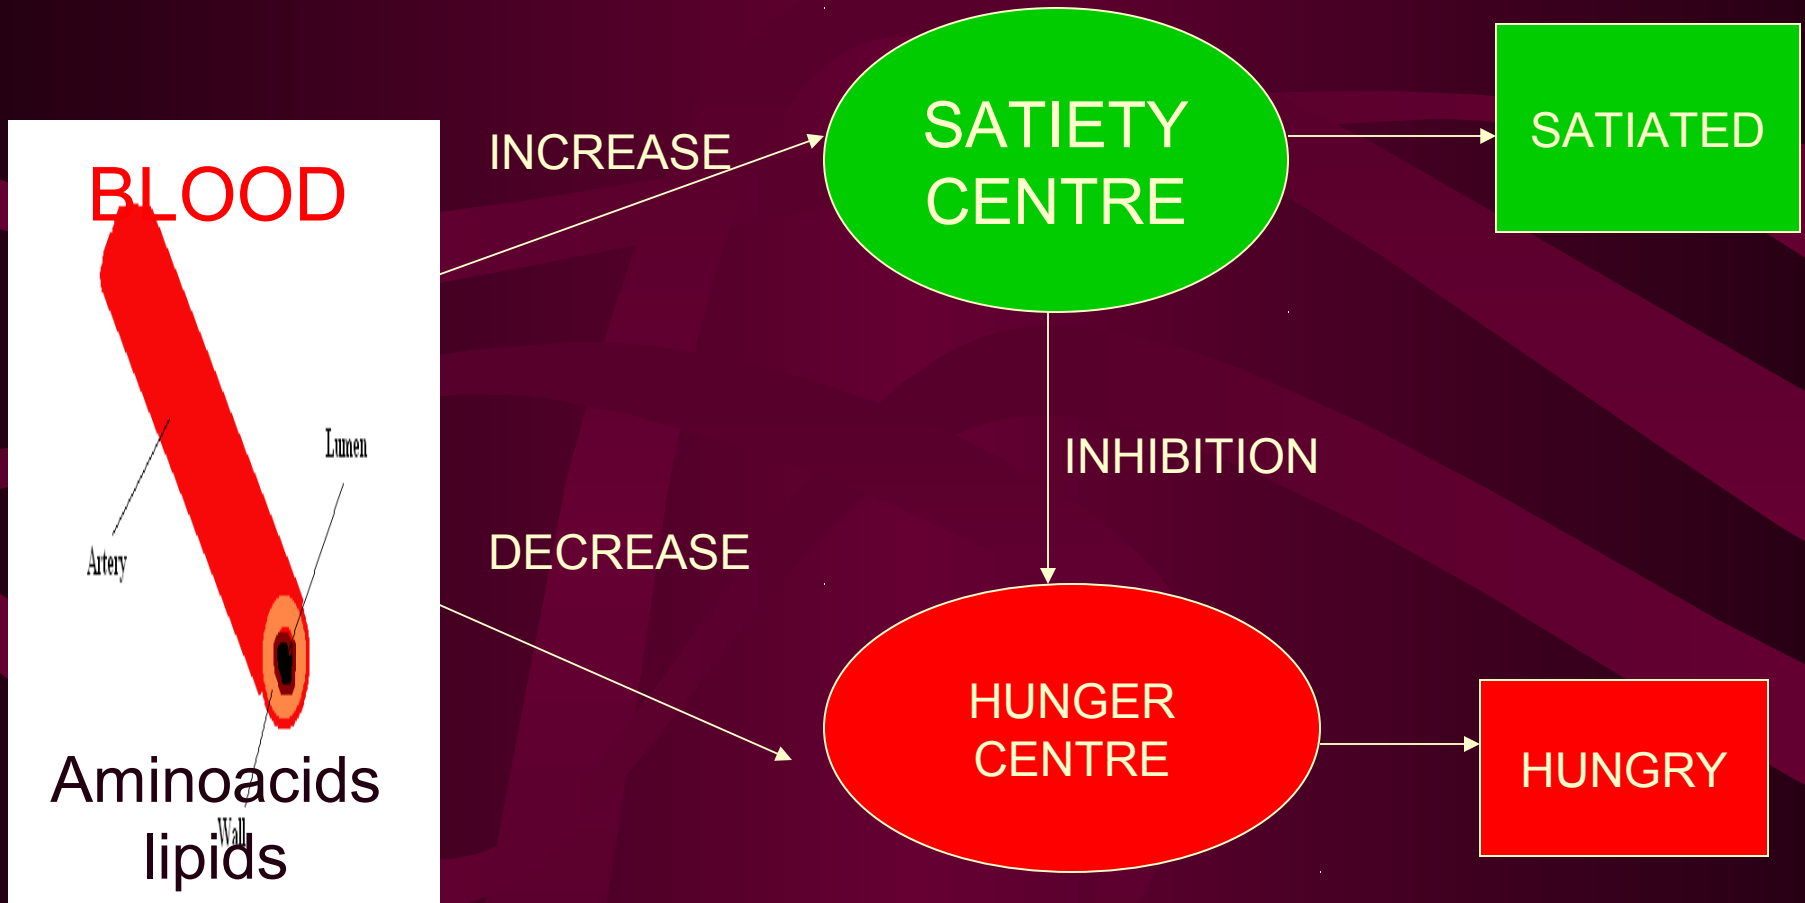 BLOOD
Lumen
Artery
Aminoacids
Wall
lipids
INCREASE
SATIETY
CENTRE
SATIATED
INHIBITION
DECREASE
HUNGER
CENTRE
HUNGRY